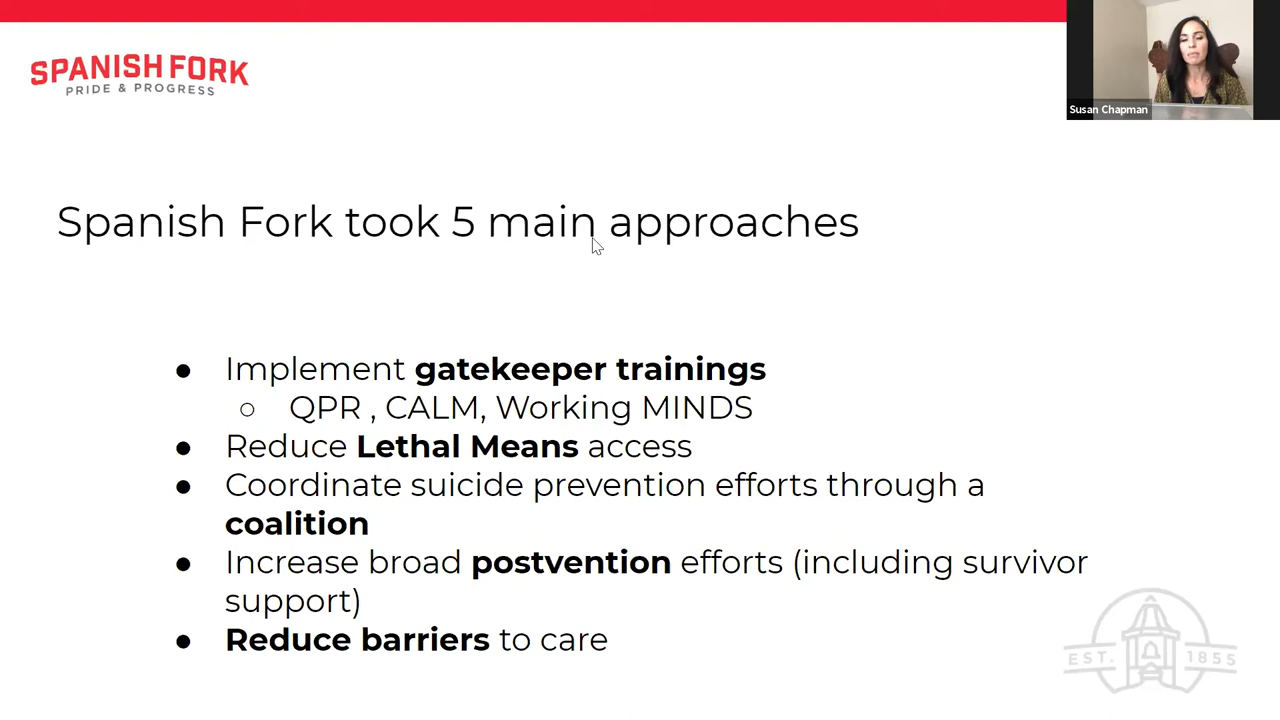 SPANISH FORK
PRIDE & PROGRESS
Susan Chapman
Spanish Fork took 5 main approaches
● Implement gatekeeper trainings
○ QPR , CALM, Working MINDS
● Reduce Lethal Means access
● Coordinate suicide prevention efforts through a
coalition
● Increase broad postvention efforts (including survivor
support)
● Reduce barriers to care
EST. 1855